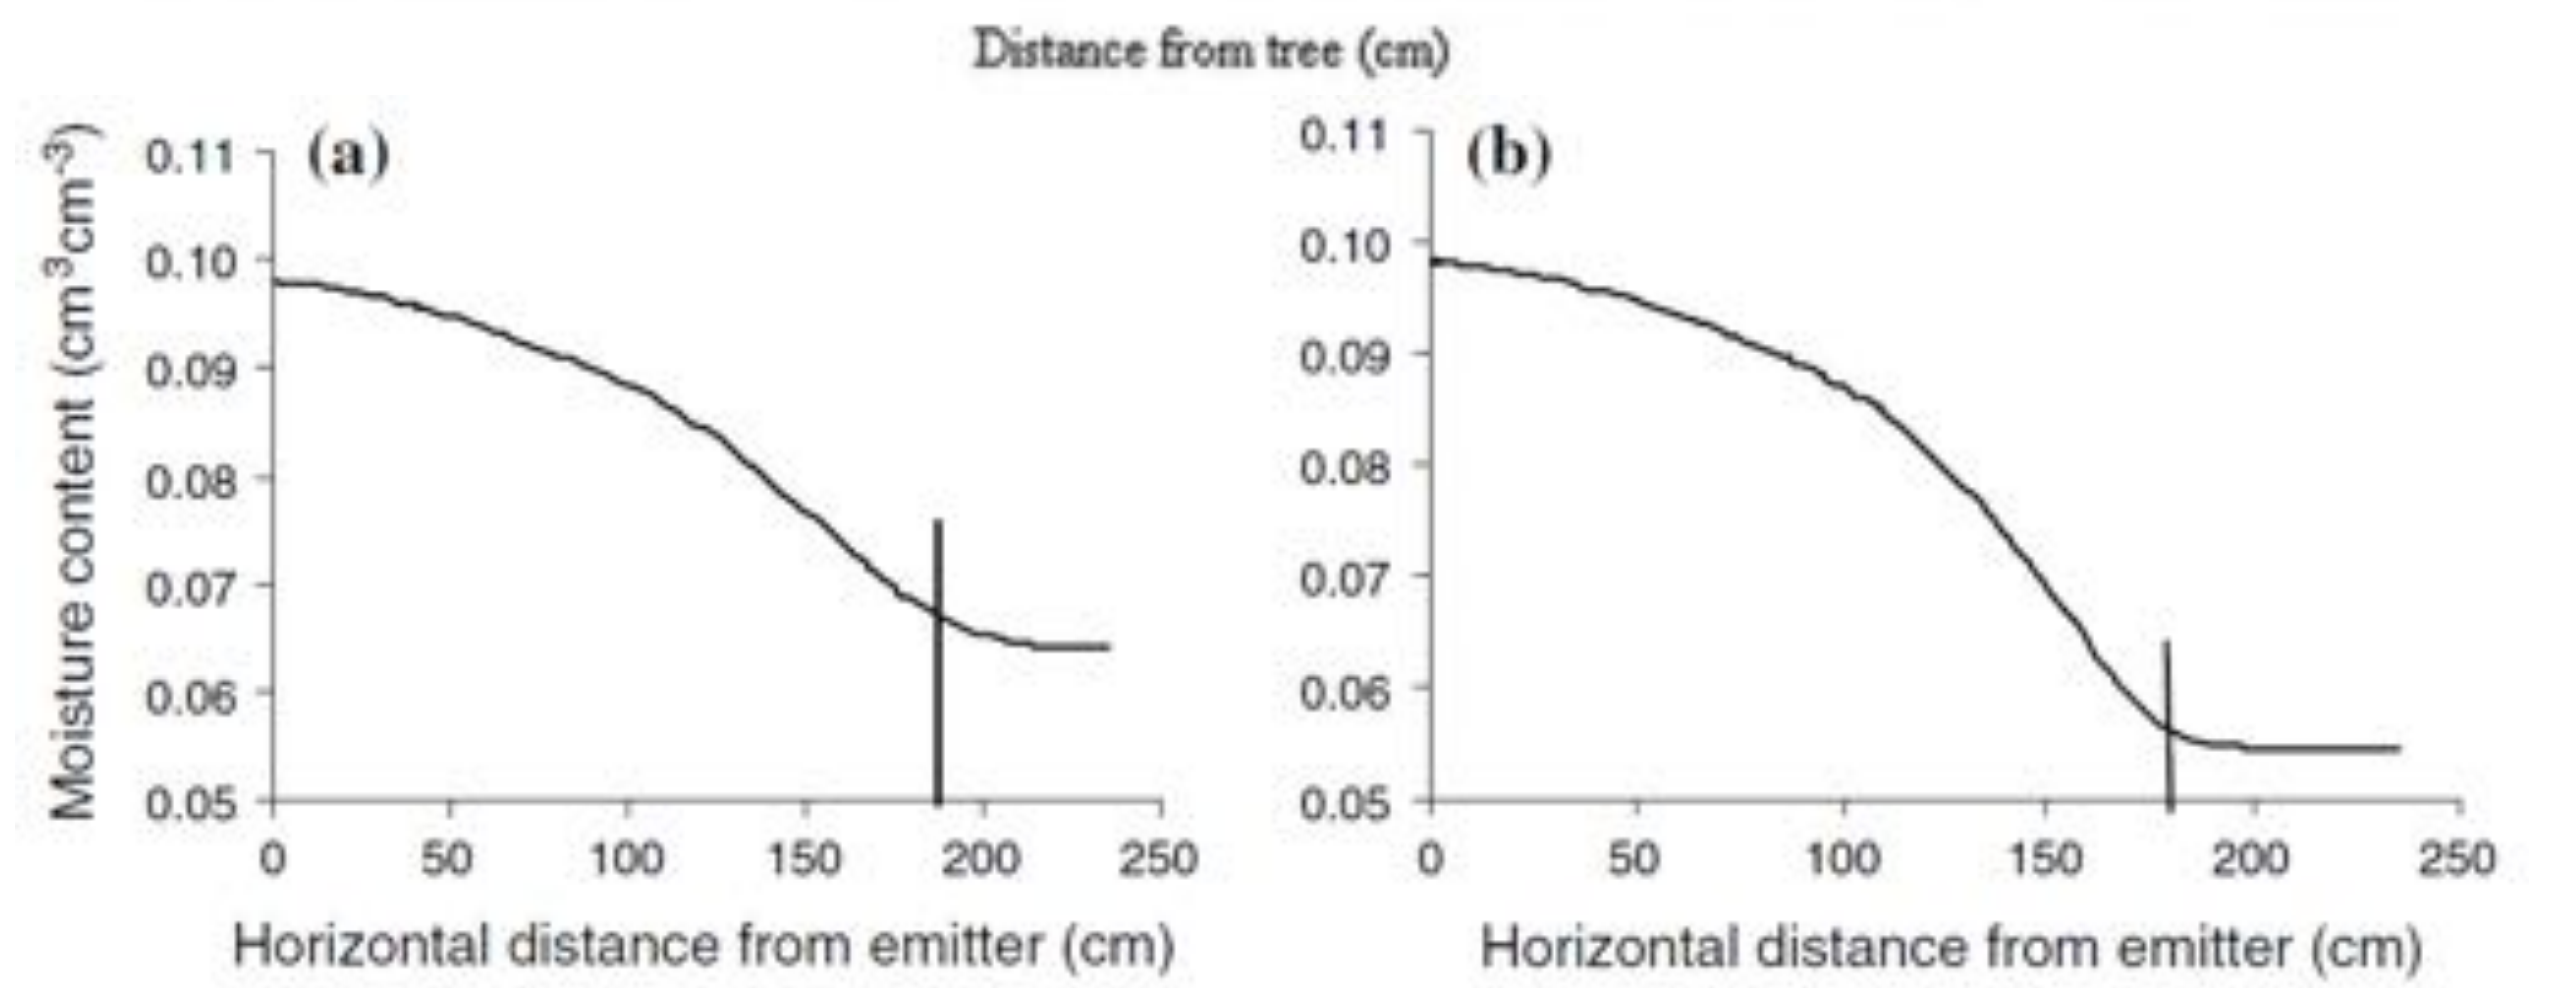 Distance from tree (cm)
(a)
Moisture content (cm³cm⁻³)
0.11
0.10
0.09
0.08
0.07
0.06
0.05
0 50 100 150 200 250
Horizontal distance from emitter (cm)
(b)
0.11
0.10
0.09
0.08
0.07
0.06
0.05
0 50 100 150 200 250
Horizontal distance from emitter (cm)